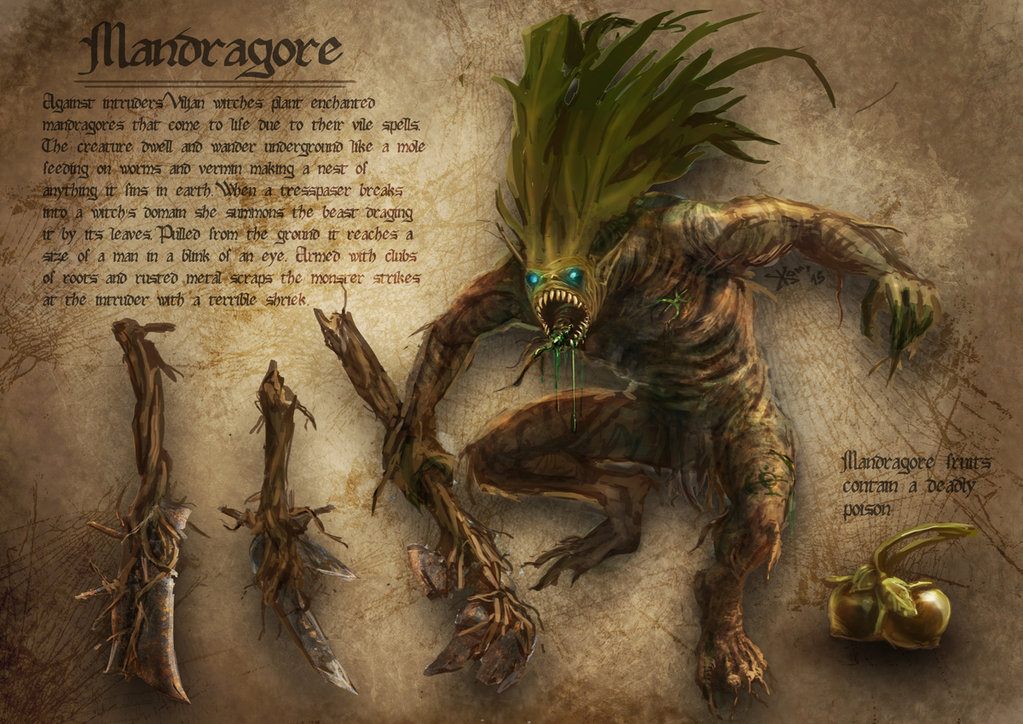 Mandragore
Against intruders Viljan witches plant enchanted
mandragores that come to life due to their vile spells.
The creature dwell and wander underground like a mole
feeding on worms and vermin making a nest of
anything it fins in earth. When a tresspaser breaks
into a witch's domain she summons the beast draging
it by its leaves. Pulled from the ground it reaches a
size of a man in a blink of an eye. Armed with clubs
of roots and rusted metal scraps the monster strikes
at the intruder with a terrible shriek.
15
Mandragore fruits
contain a deadly
poison